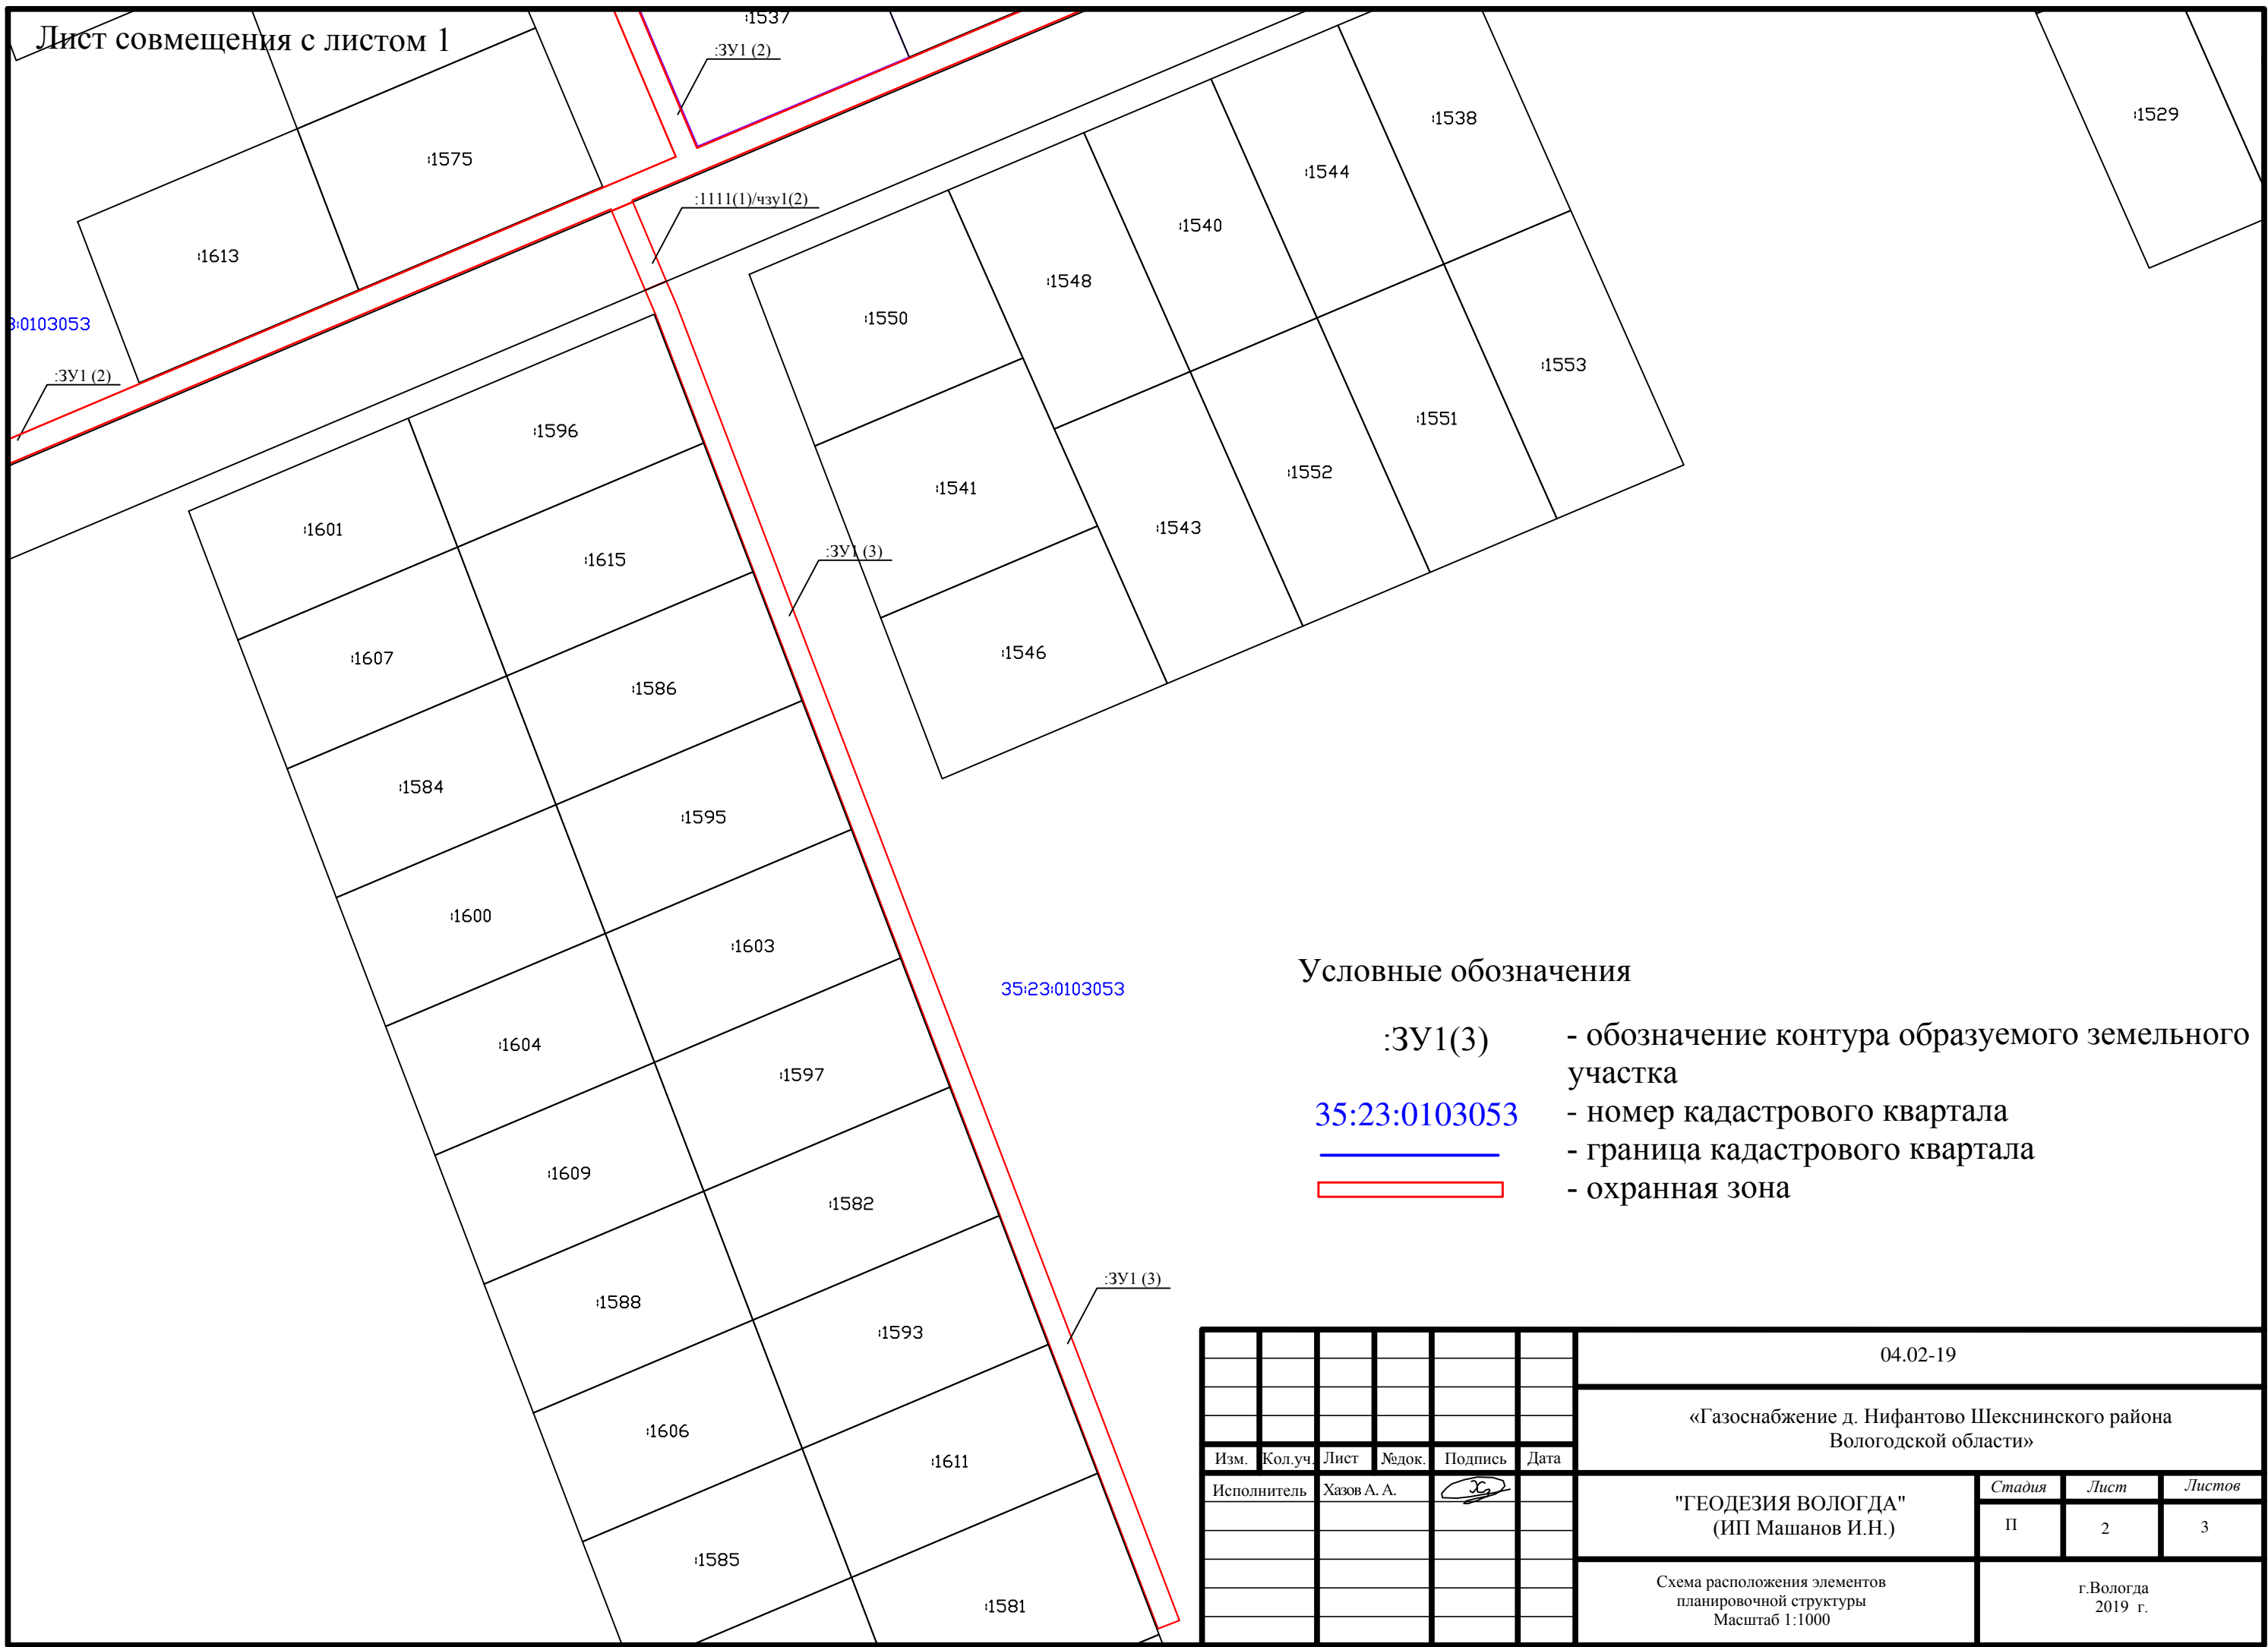 Лист совмещения с листом 1
:1537
:ЗУ1 (2)
:1529
:1538
:1575
:1544
:1111(1)/чзу1(2)
:1540
:1613
:1548
:1550
3:0103053
:ЗУ1 (2)
:1553
:1551
:1596
:1552
:1541
:1601
:1543
:ЗУ1 (3)
:1615
:1546
:1607
:1586
:1584
:1595
:1600
:1603
35:23:0103053
:1604
:1597
:1609
:1582
:1588
:ЗУ1 (3)
:1593
:1606
:1611
:1585
:1581
Условные обозначения
:ЗУ1(3) - обозначение контура образуемого земельного
участка
35:23:0103053 - номер кадастрового квартала
- граница кадастрового квартала
- охранная зона
04.02-19
«Газоснабжение д. Нифантово Шекснинского района
Вологодской области»
Изм. Кол.уч. Лист №док. Подпись Дата
Исполнитель Хазов А. А.
"ГЕОДЕЗИЯ ВОЛОГДА"
(ИП Машанов И.Н.)
Стадия Лист Листов
П 2 3
Схема расположения элементов
планировочной структуры
Масштаб 1:1000
г.Вологда
2019 г.